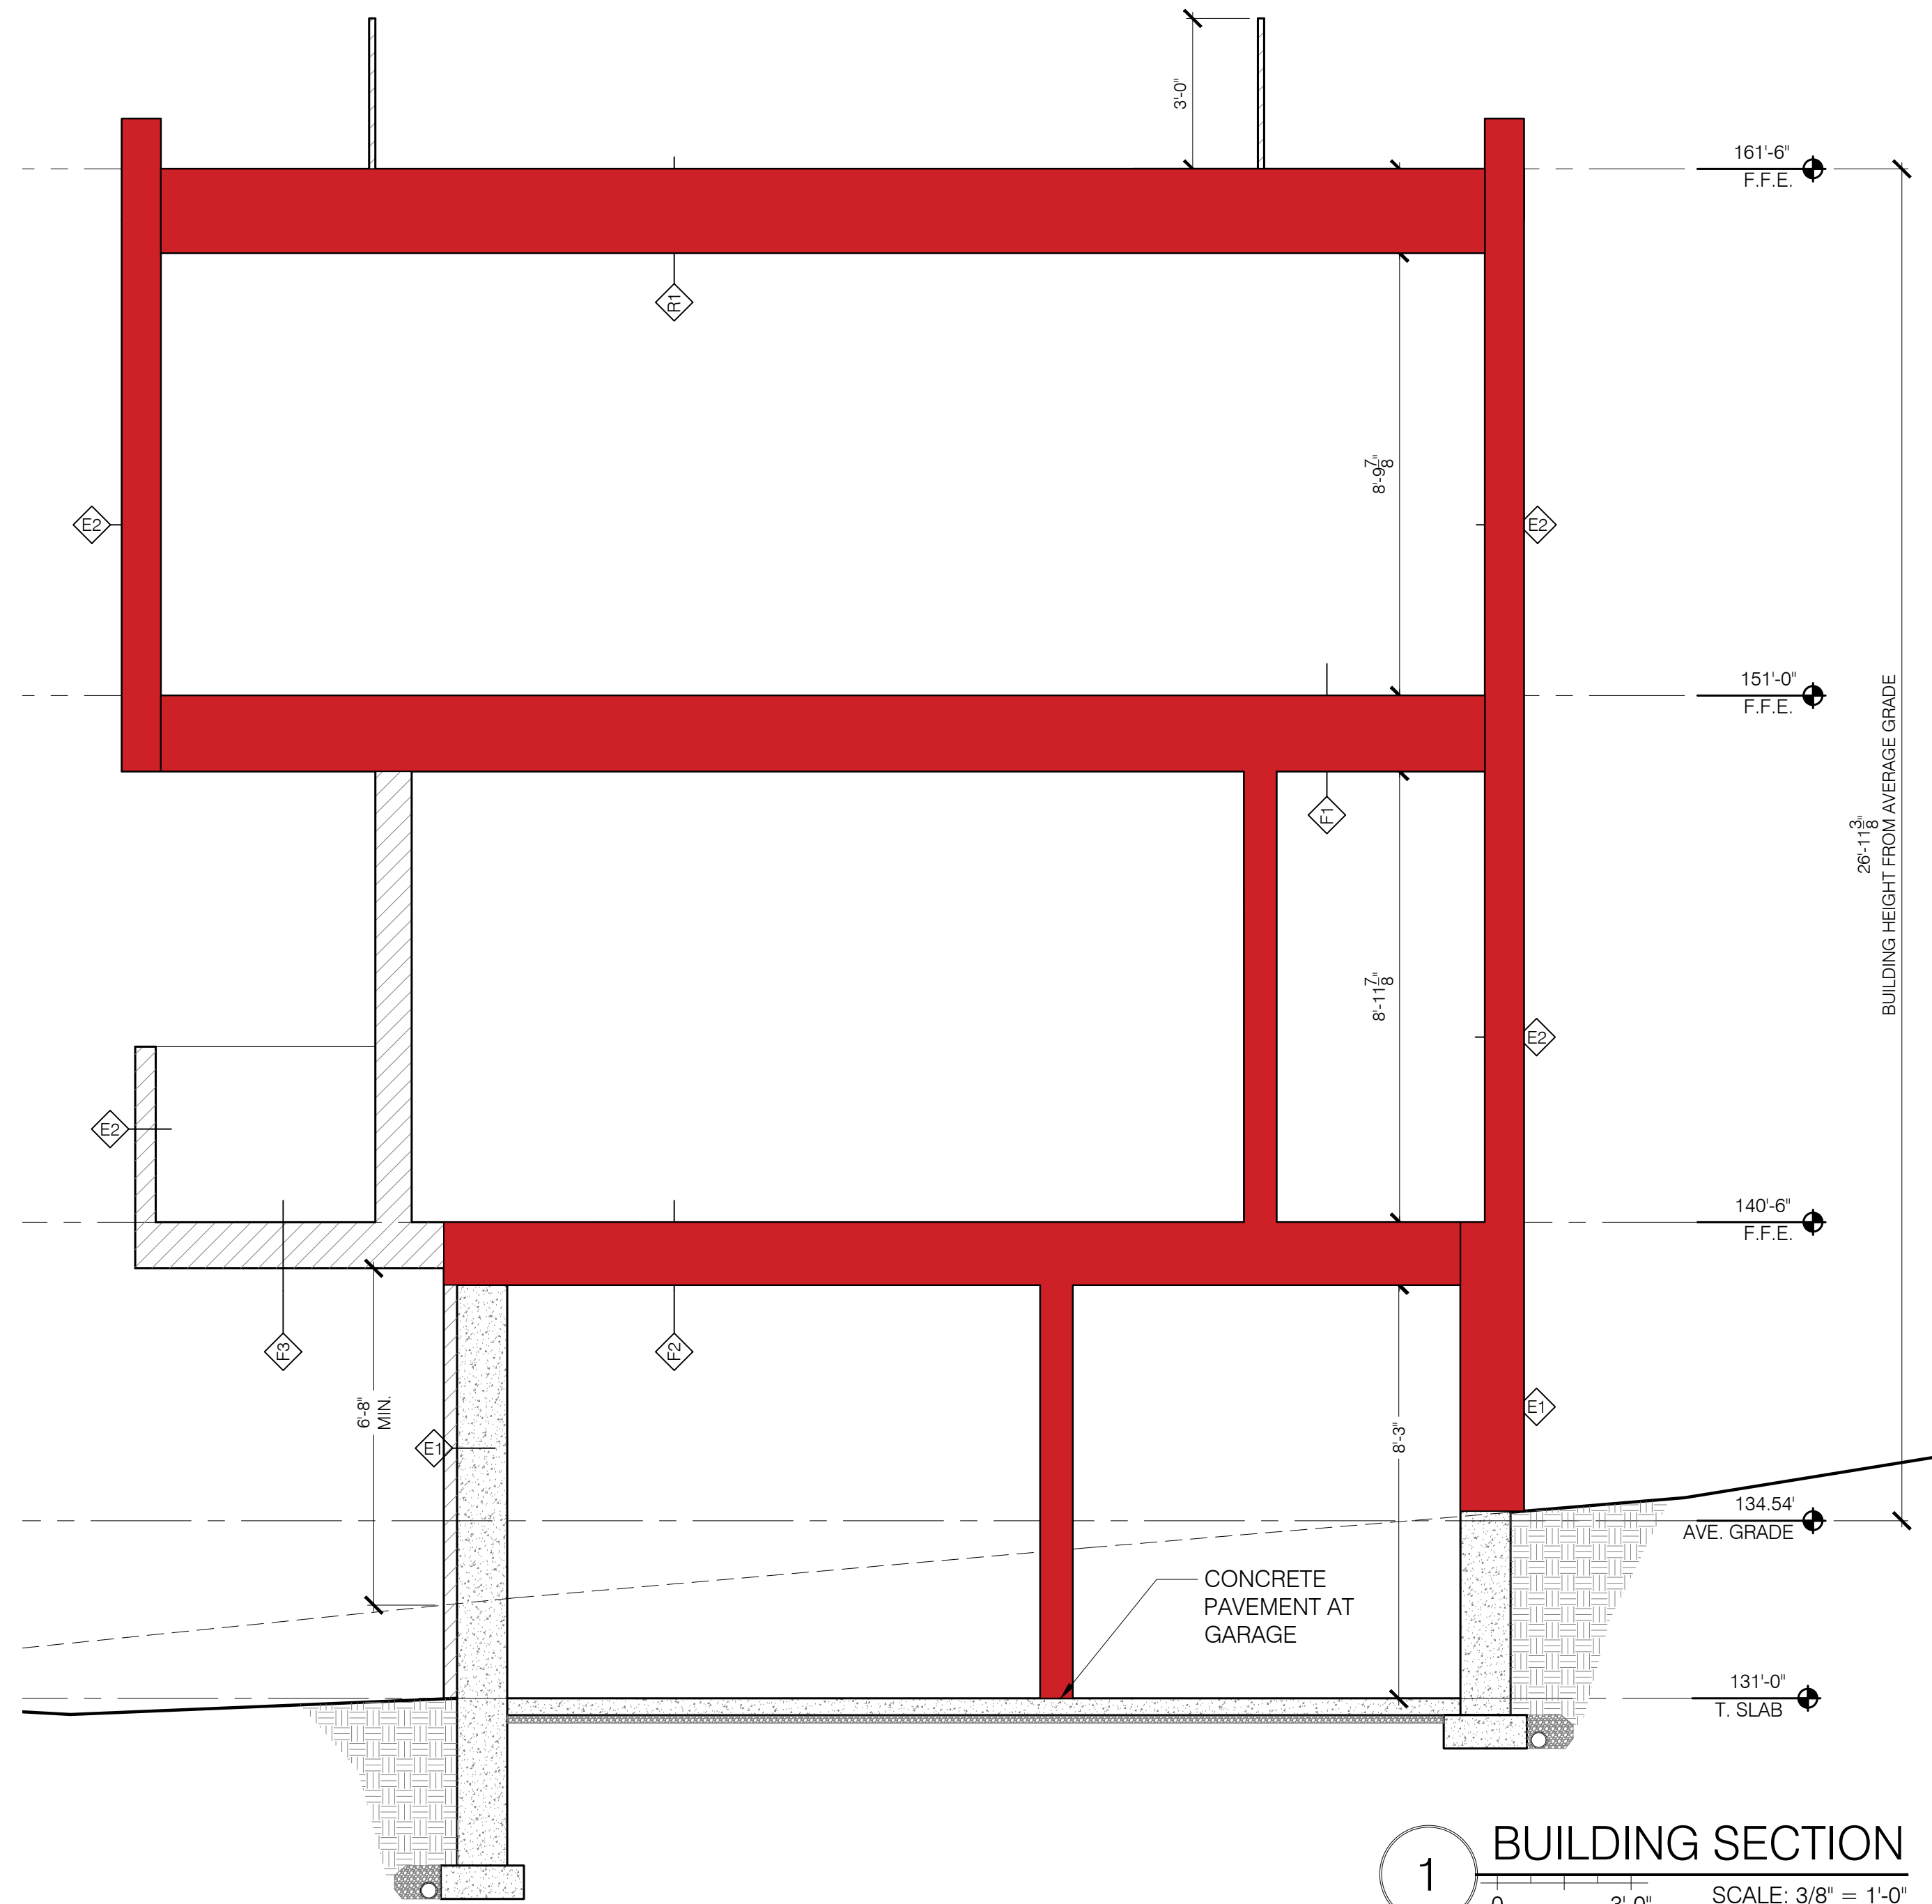 3'-0"
161'-6"
F.F.E.
R1
8'-9 7/8"
E2
E2
151'-0"
F.F.E.
F1
26'-11 3/8"
BUILDING HEIGHT FROM AVERAGE GRADE
8'-11 7/8"
E2
E2
140'-6"
F.F.E.
F3
F2
6'-8"
MIN.
E1
8'-3"
E1
134.54'
AVE. GRADE
CONCRETE
PAVEMENT AT
GARAGE
131'-0"
T. SLAB
1
BUILDING SECTION
0
3'-0"
SCALE: 3/8" = 1'-0"